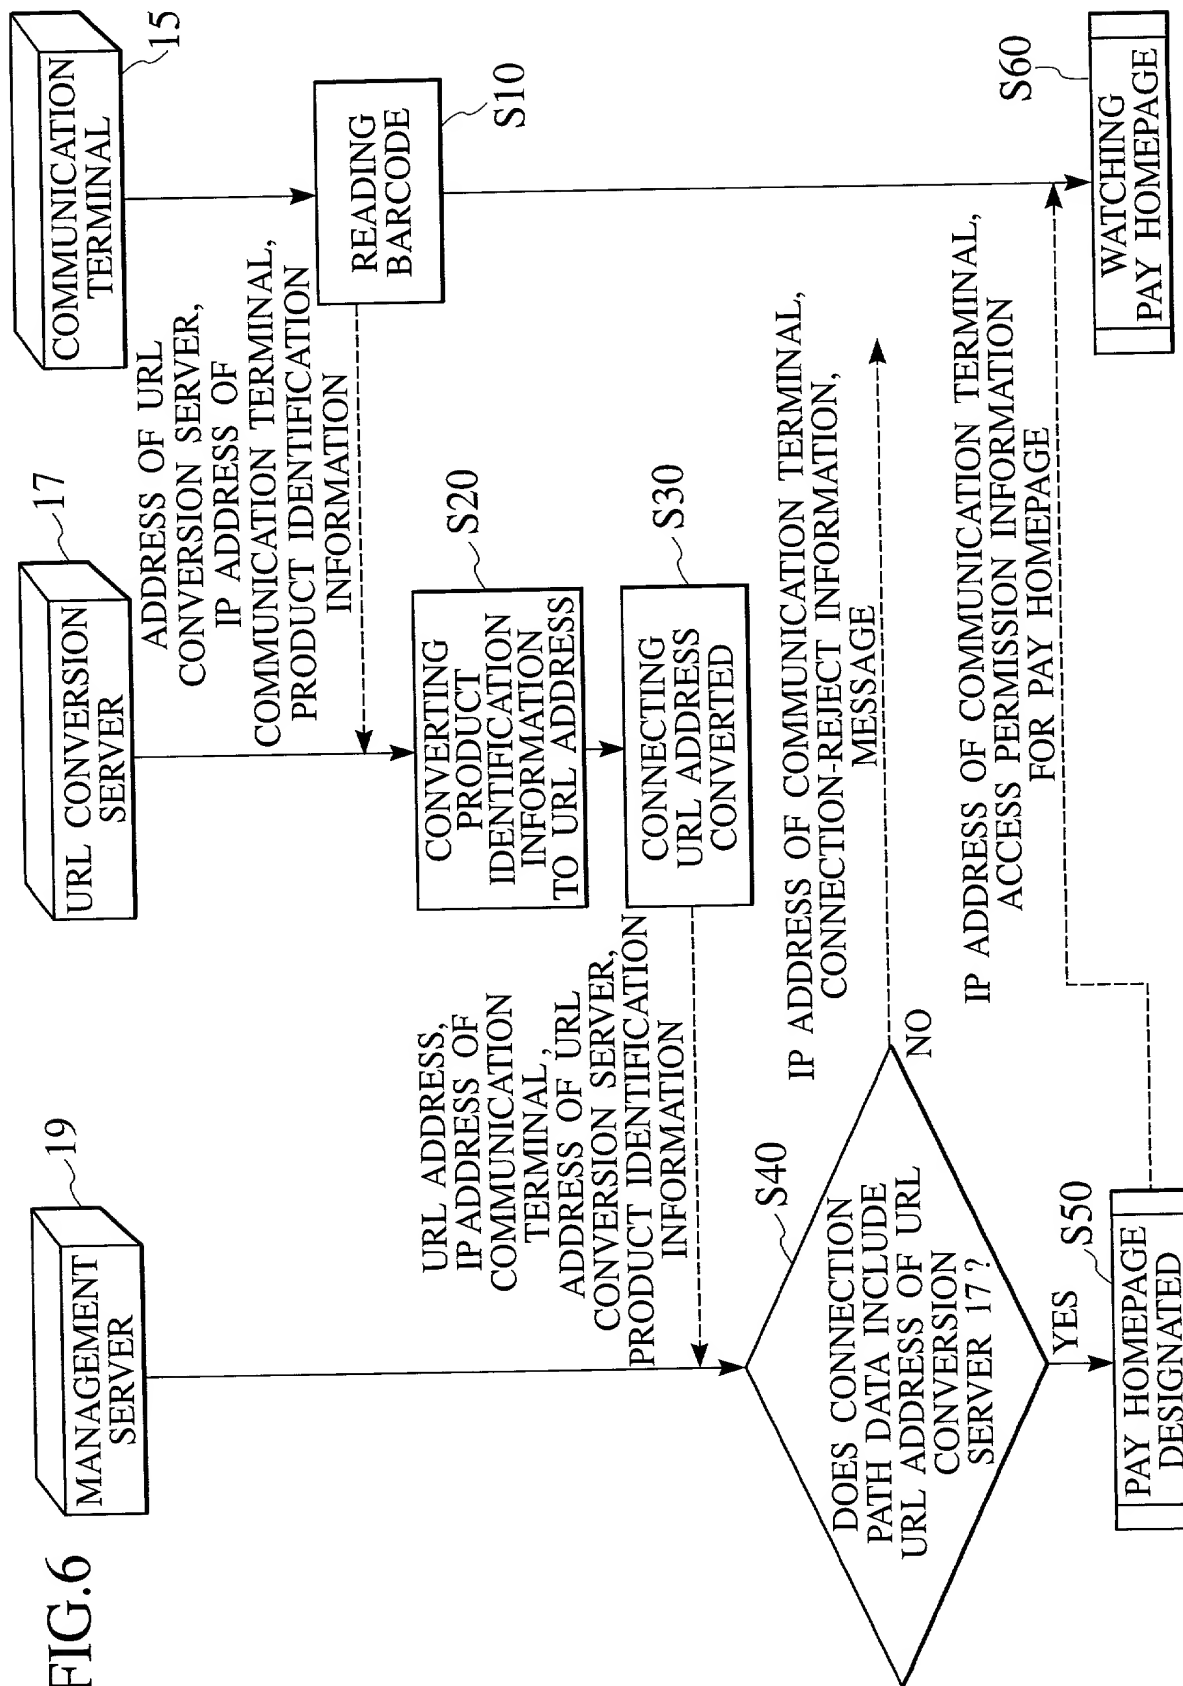 FIG.6
MANAGEMENT
SERVER
19
URL CONVERSION
SERVER
17
COMMUNICATION
TERMINAL
15
ADDRESS OF URL
CONVERSION SERVER,
IP ADDRESS OF
COMMUNICATION TERMINAL,
PRODUCT IDENTIFICATION
INFORMATION
READING
BARCODE
S10
CONVERTING
PRODUCT
IDENTIFICATION
INFORMATION
TO URL ADDRESS
S20
CONNECTING
URL ADDRESS
CONVERTED
S30
URL ADDRESS,
IP ADDRESS OF
COMMUNICATION
TERMINAL,
ADDRESS OF URL
CONVERSION SERVER,
PRODUCT IDENTIFICATION
INFORMATION
S40
DOES CONNECTION
PATH DATA INCLUDE
URL ADDRESS OF URL
CONVERSION
SERVER 17?
NO
IP ADDRESS OF COMMUNICATION TERMINAL,
CONNECTION-REJECT INFORMATION,
MESSAGE
YES
S50
PAY HOMEPAGE
DESIGNATED
IP ADDRESS OF COMMUNICATION TERMINAL,
ACCESS PERMISSION INFORMATION
FOR PAY HOMEPAGE
S60
WATCHING
PAY HOMEPAGE